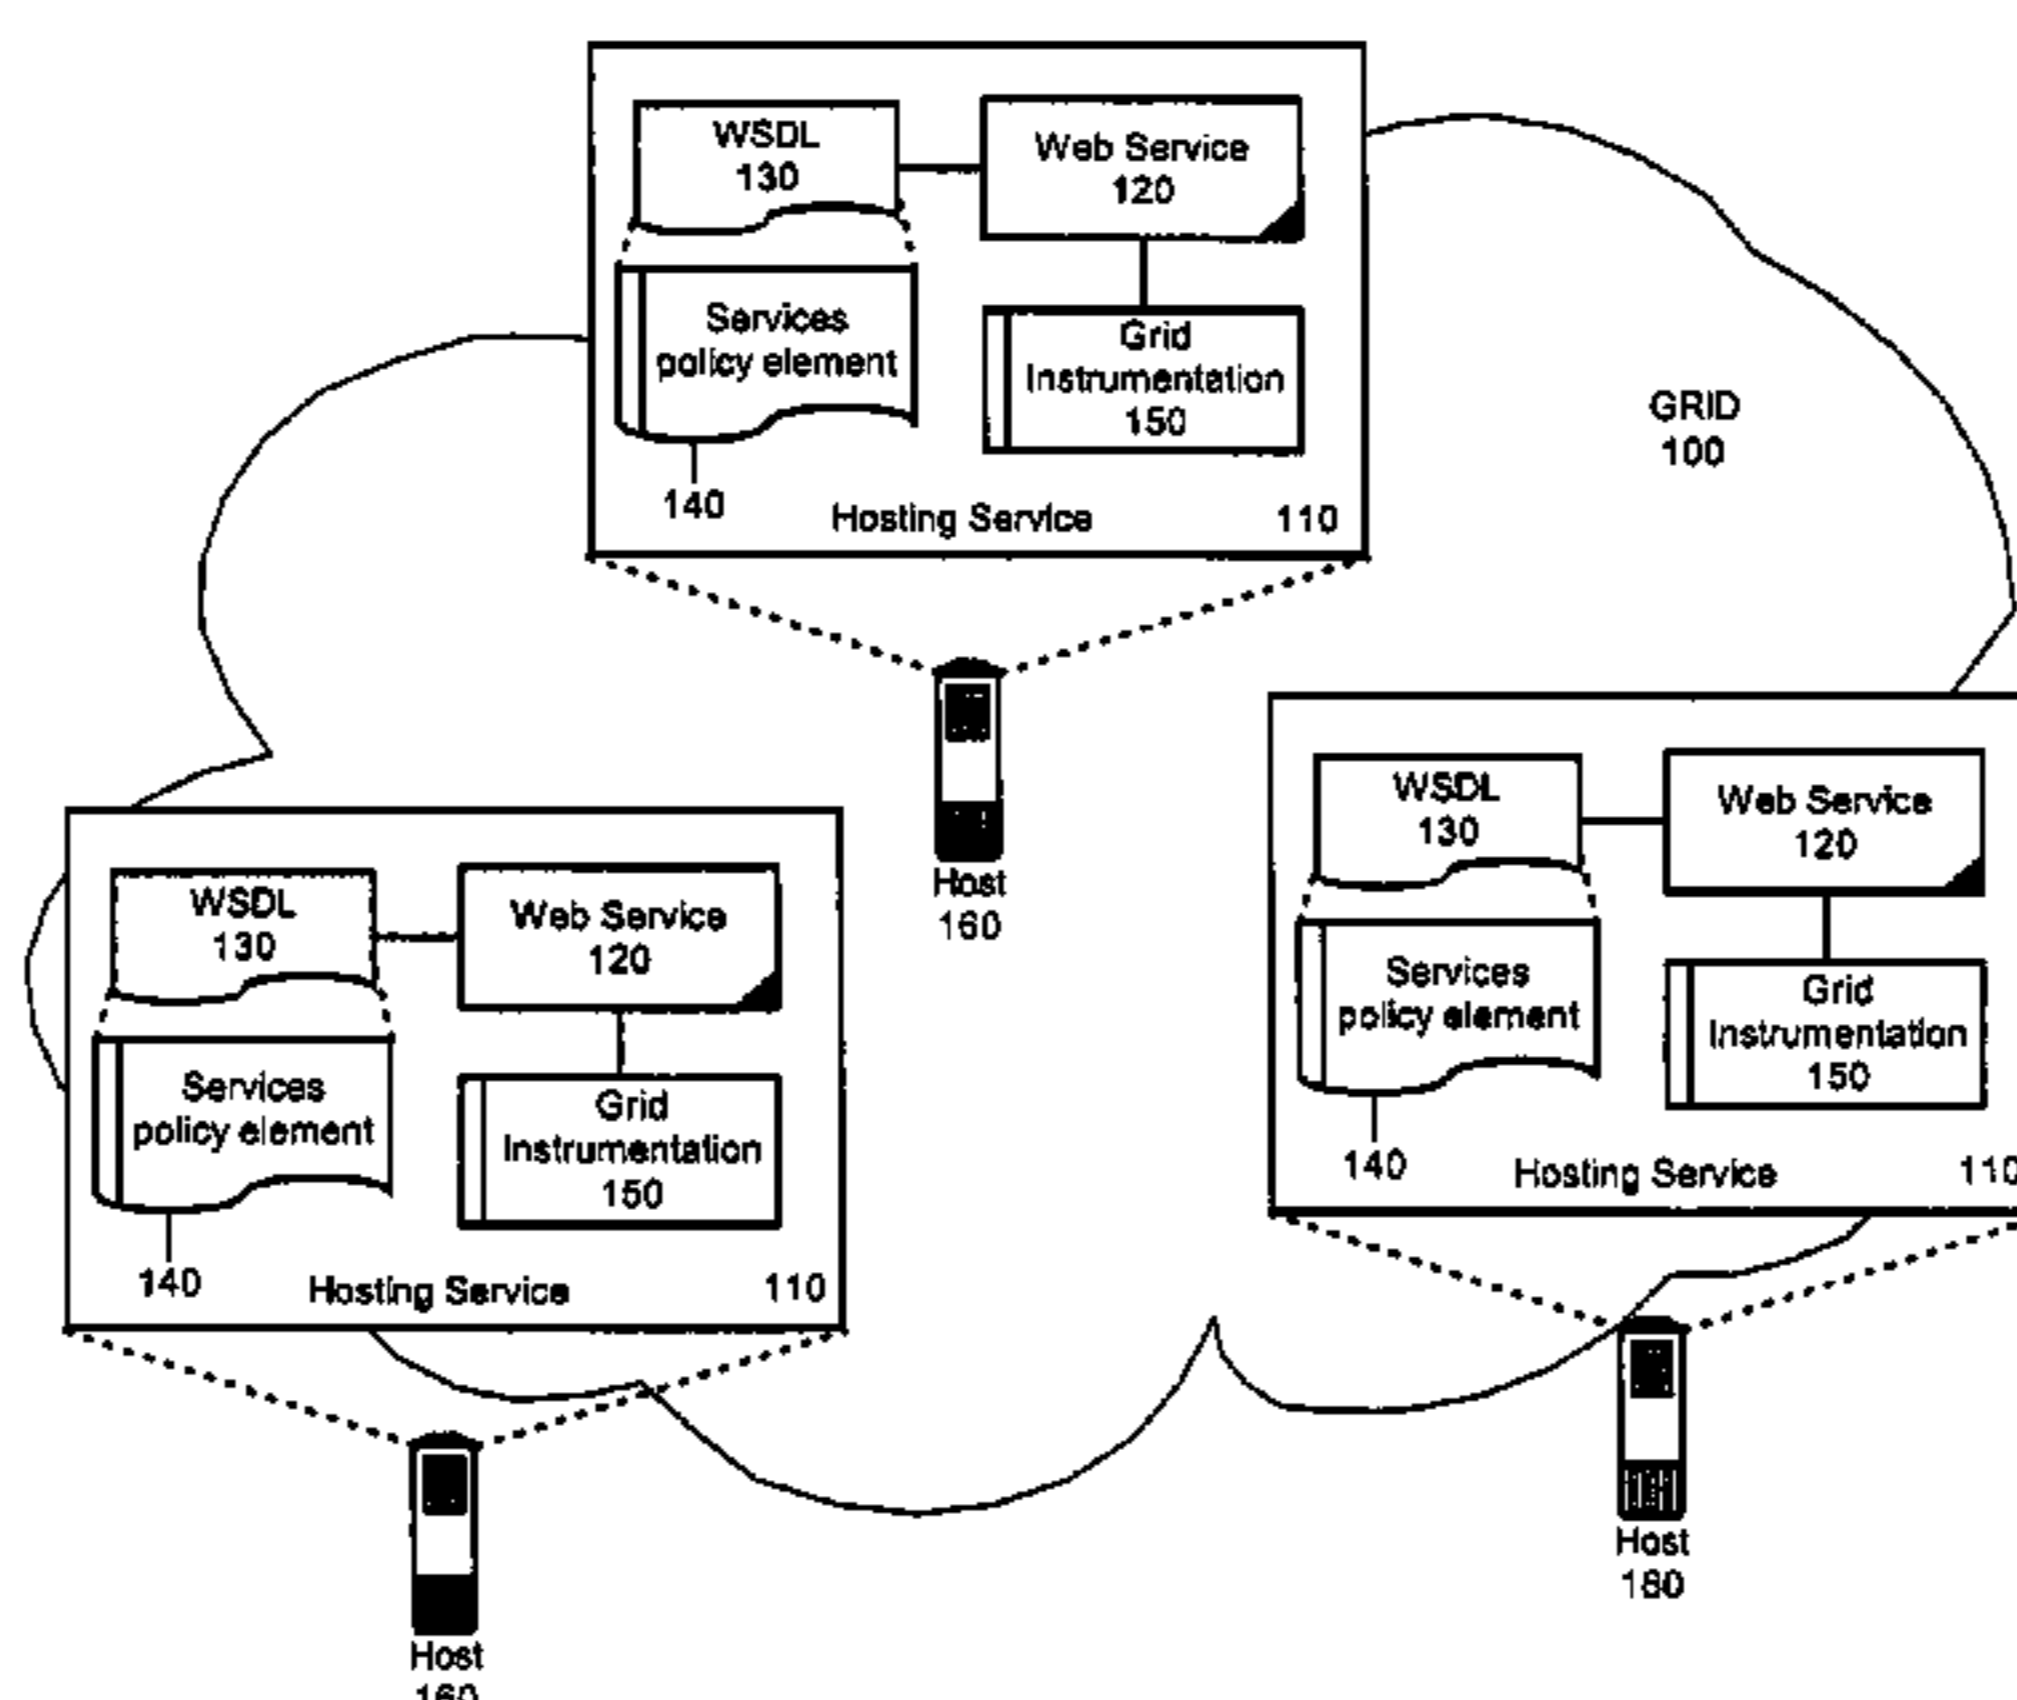 WSDL
130
Web Service
120
Services
policy element
Grid
Instrumentation
150
140
Hosting Service
110
GRID
100
Host
160
WSDL
130
Web Service
120
Services
policy element
Grid
Instrumentation
150
140
Hosting Service
110
Host
160
WSDL
130
Web Service
120
Services
policy element
Grid
Instrumentation
150
140
Hosting Service
110
Host
160